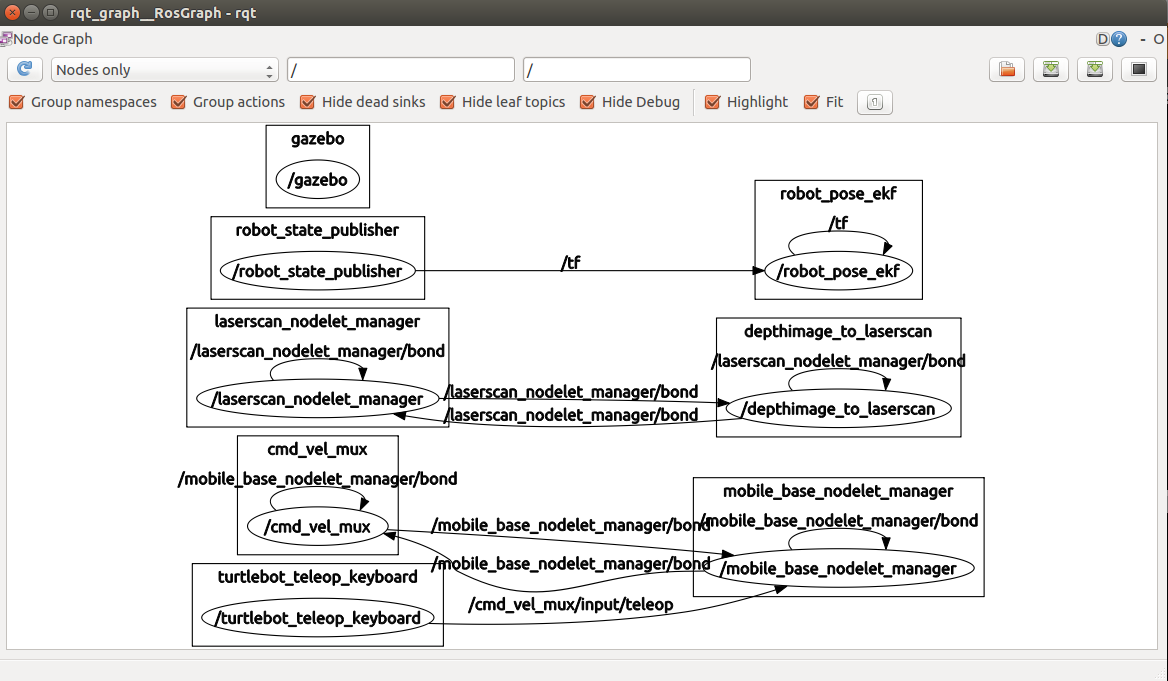 rqt_graph__RosGraph - rqt
Node Graph
D ? - O
Nodes only / /
Group namespaces Group actions Hide dead sinks Hide leaf topics Hide Debug Highlight Fit
gazebo
/gazebo
robot_state_publisher
/robot_state_publisher
/tf
robot_pose_ekf
/tf
/robot_pose_ekf
laserscan_nodelet_manager
/laserscan_nodelet_manager/bond
/laserscan_nodelet_manager
/laserscan_nodelet_manager/bond
/laserscan_nodelet_manager/bond
depthimage_to_laserscan
/laserscan_nodelet_manager/bond
/depthimage_to_laserscan
cmd_vel_mux
/mobile_base_nodelet_manager/bond
/cmd_vel_mux
/mobile_base_nodelet_manager/bond
/mobile_base_nodelet_manager/bond
mobile_base_nodelet_manager
/mobile_base_nodelet_manager/bond
/mobile_base_nodelet_manager
turtlebot_teleop_keyboard
/turtlebot_teleop_keyboard
/cmd_vel_mux/input/teleop